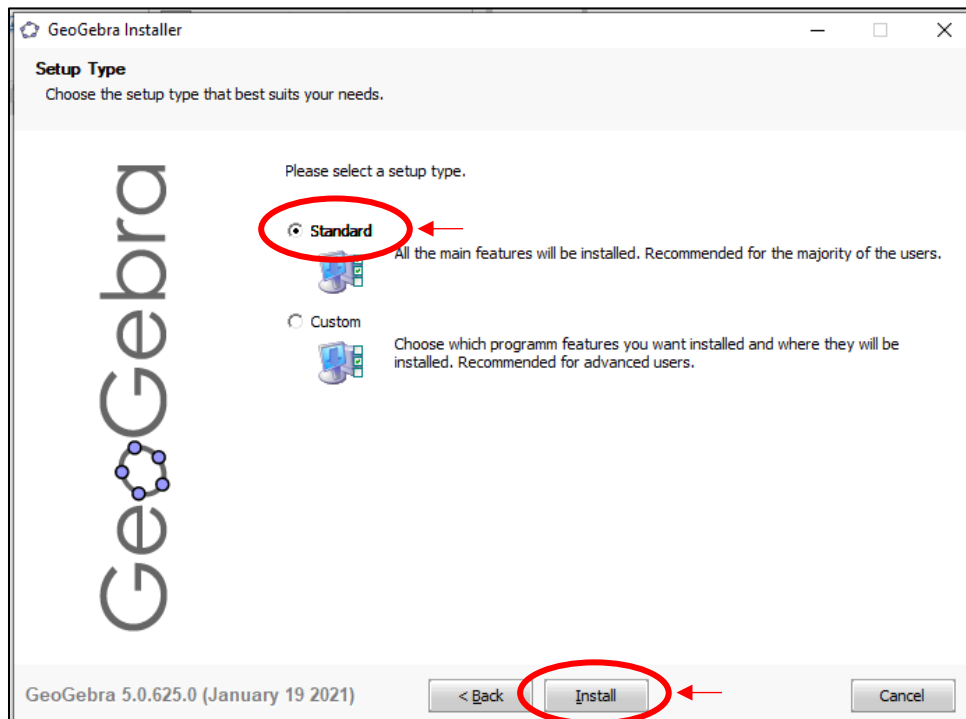 GeoGebra Installer
Setup Type
Choose the setup type that best suits your needs.
GeoGebra
Please select a setup type.
Standard
All the main features will be installed. Recommended for the majority of the users.
Custom
Choose which programm features you want installed and where they will be
installed. Recommended for advanced users.
GeoGebra 5.0.625.0 (January 19 2021)
< Back
Install
Cancel